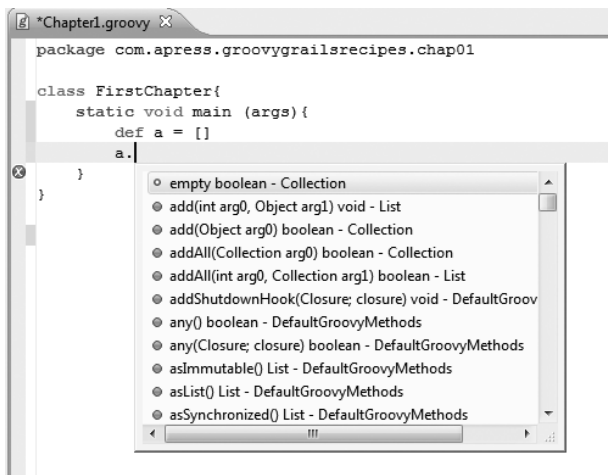 *Chapter1.groovy
package com.apress.groovygrailsrecipes.chap01
class FirstChapter{
static void main (args){
def a = []
a.
}
}
empty boolean - Collection
add(int arg0, Object arg1) void - List
add(Object arg0) boolean - Collection
addAll(Collection arg0) boolean - Collection
addAll(int arg0, Collection arg1) boolean - List
addShutdownHook(Closure; closure) void - DefaultGroov
any() boolean - DefaultGroovyMethods
any(Closure; closure) boolean - DefaultGroovyMethods
asImmutable() List - DefaultGroovyMethods
asList() List - DefaultGroovyMethods
asSynchronized() List - DefaultGroovyMethods